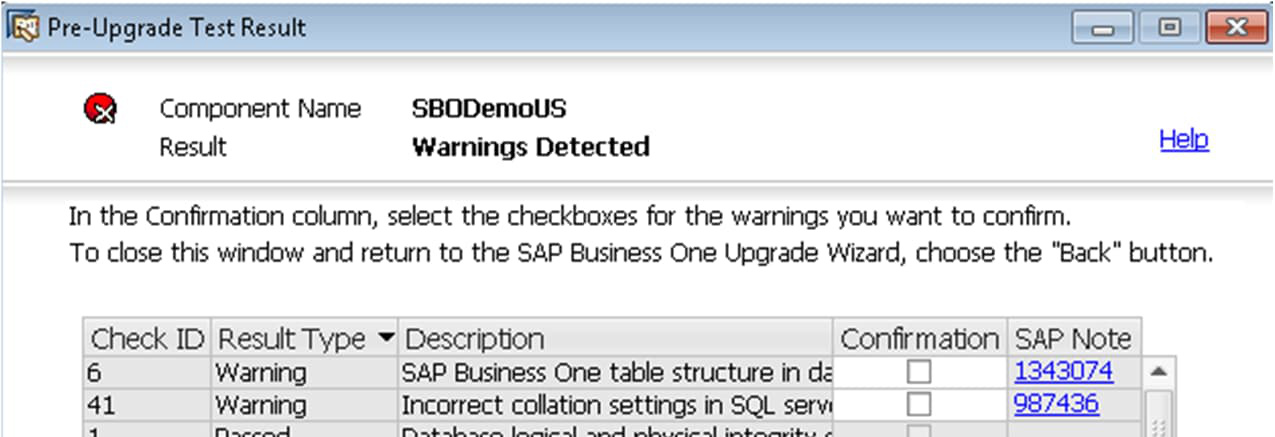 Pre-Upgrade Test Result
Component Name SBODemoUS
Result Warnings Detected
Help
In the Confirmation column, select the checkboxes for the warnings you want to confirm.
To close this window and return to the SAP Business One Upgrade Wizard, choose the "Back" button.
Check ID Result Type Description Confirmation SAP Note
6 Warning SAP Business One table structure in da 1343074
41 Warning Incorrect collation settings in SQL serv 987436
1 Passed Database logical and physical integrity